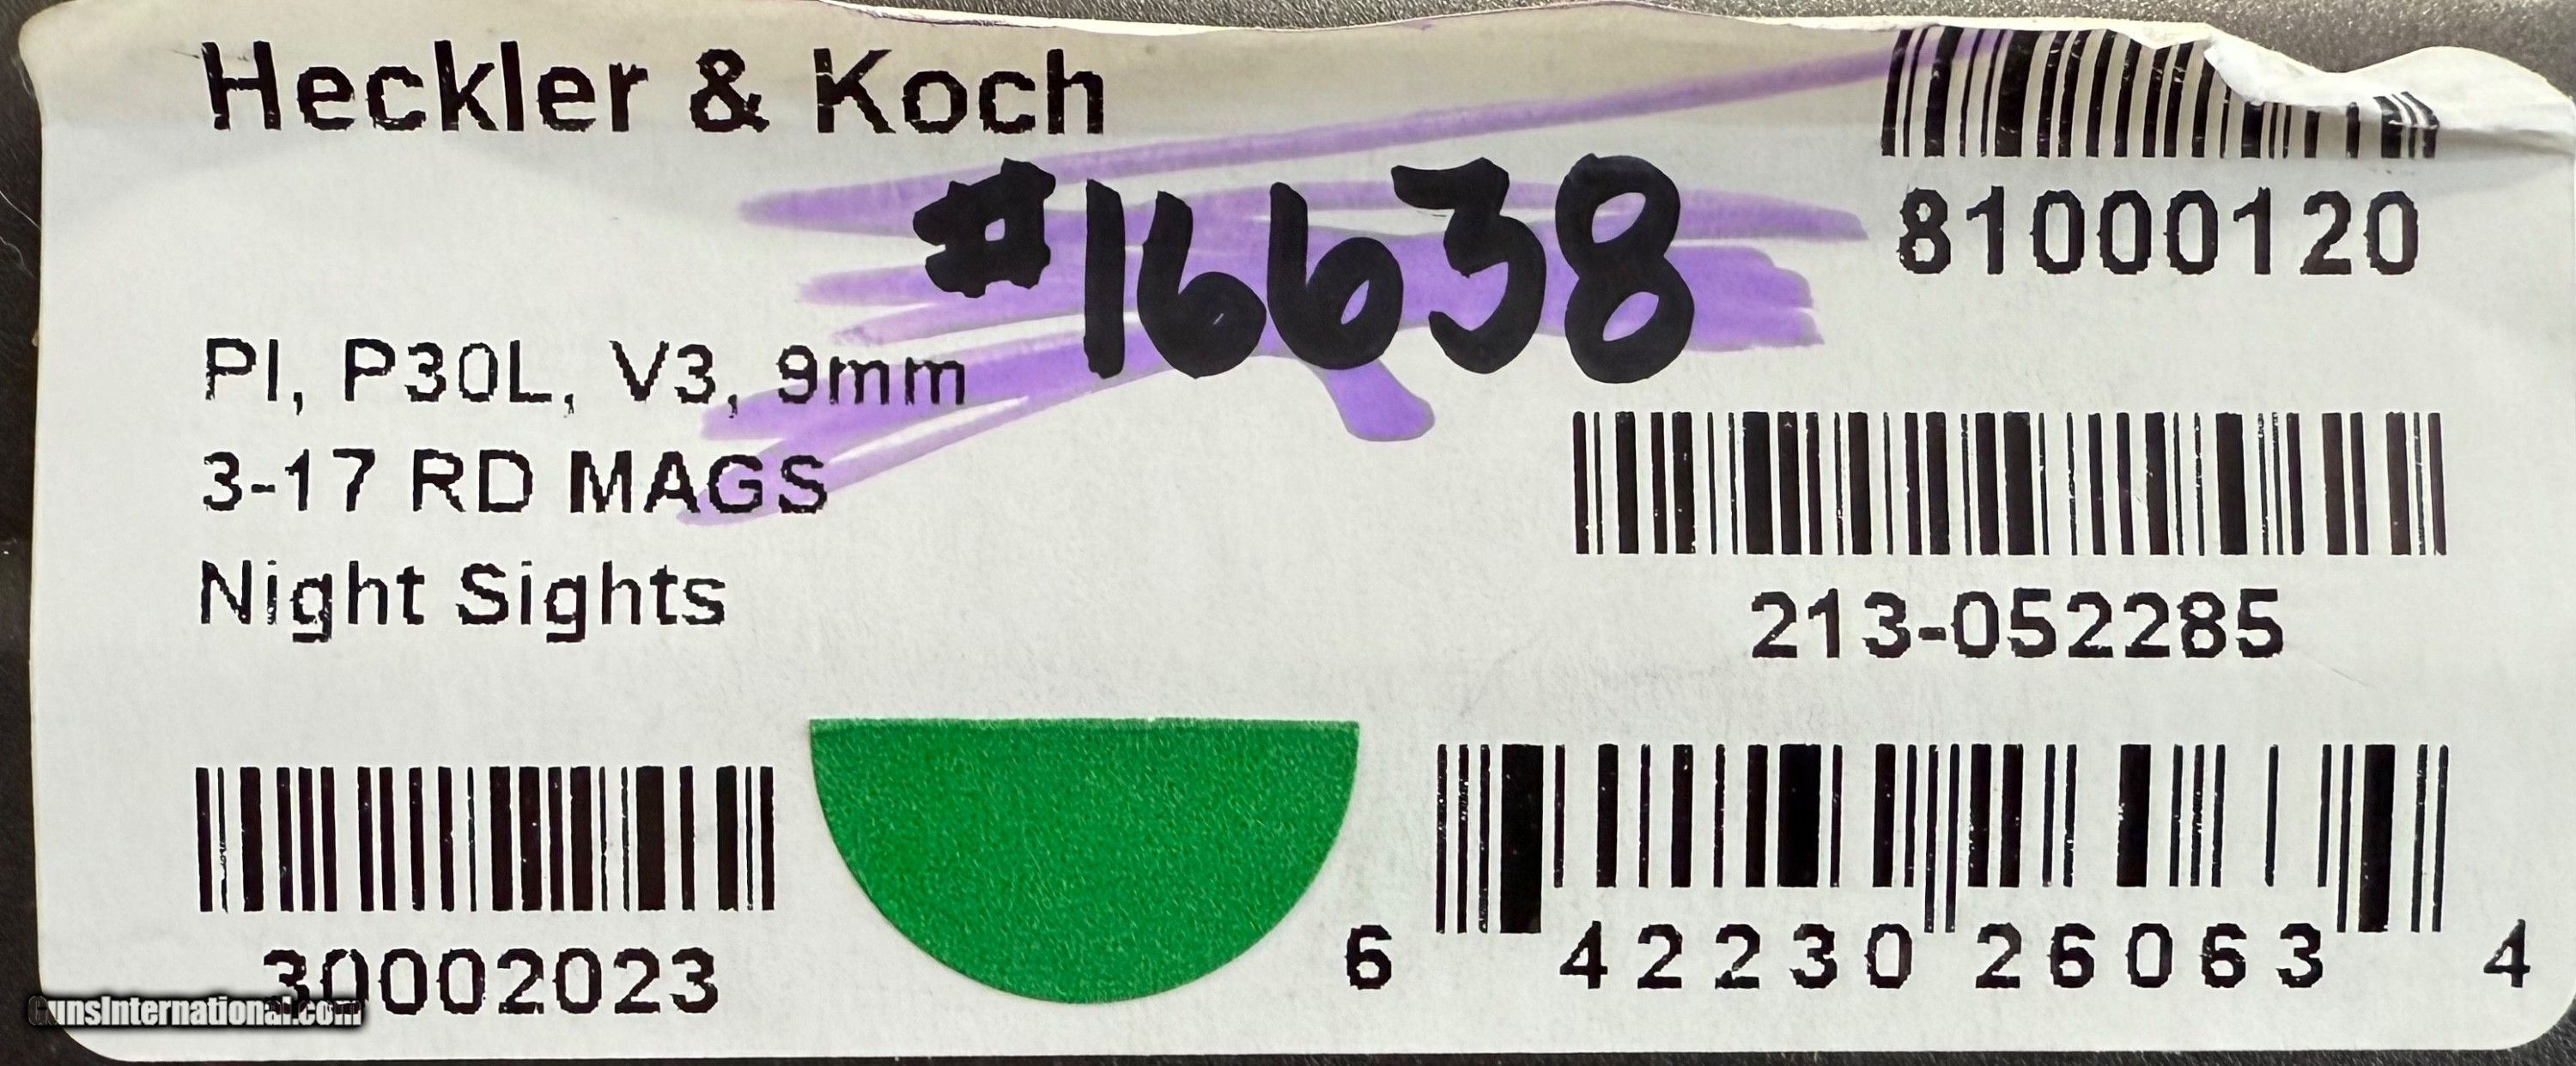 Heckler & Koch
#16638
81000120
PI, P30L, V3, 9mm
3-17 RD MAGS
Night Sights
213-052285
30002023
6 42230 26063 4
GunsInternational.com